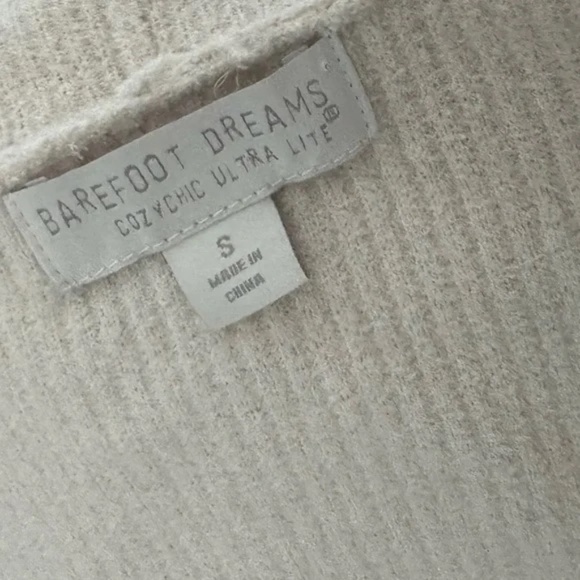 BAREFOOT DREAMS®
COZYCHIC ULTRA LITE
S
MADE IN
CHINA